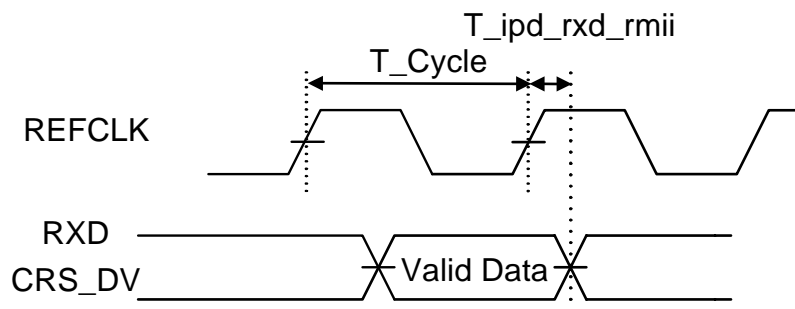 T_ipd_rxd_rmii
T_Cycle
REFCLK
RXD
CRS_DV
Valid Data